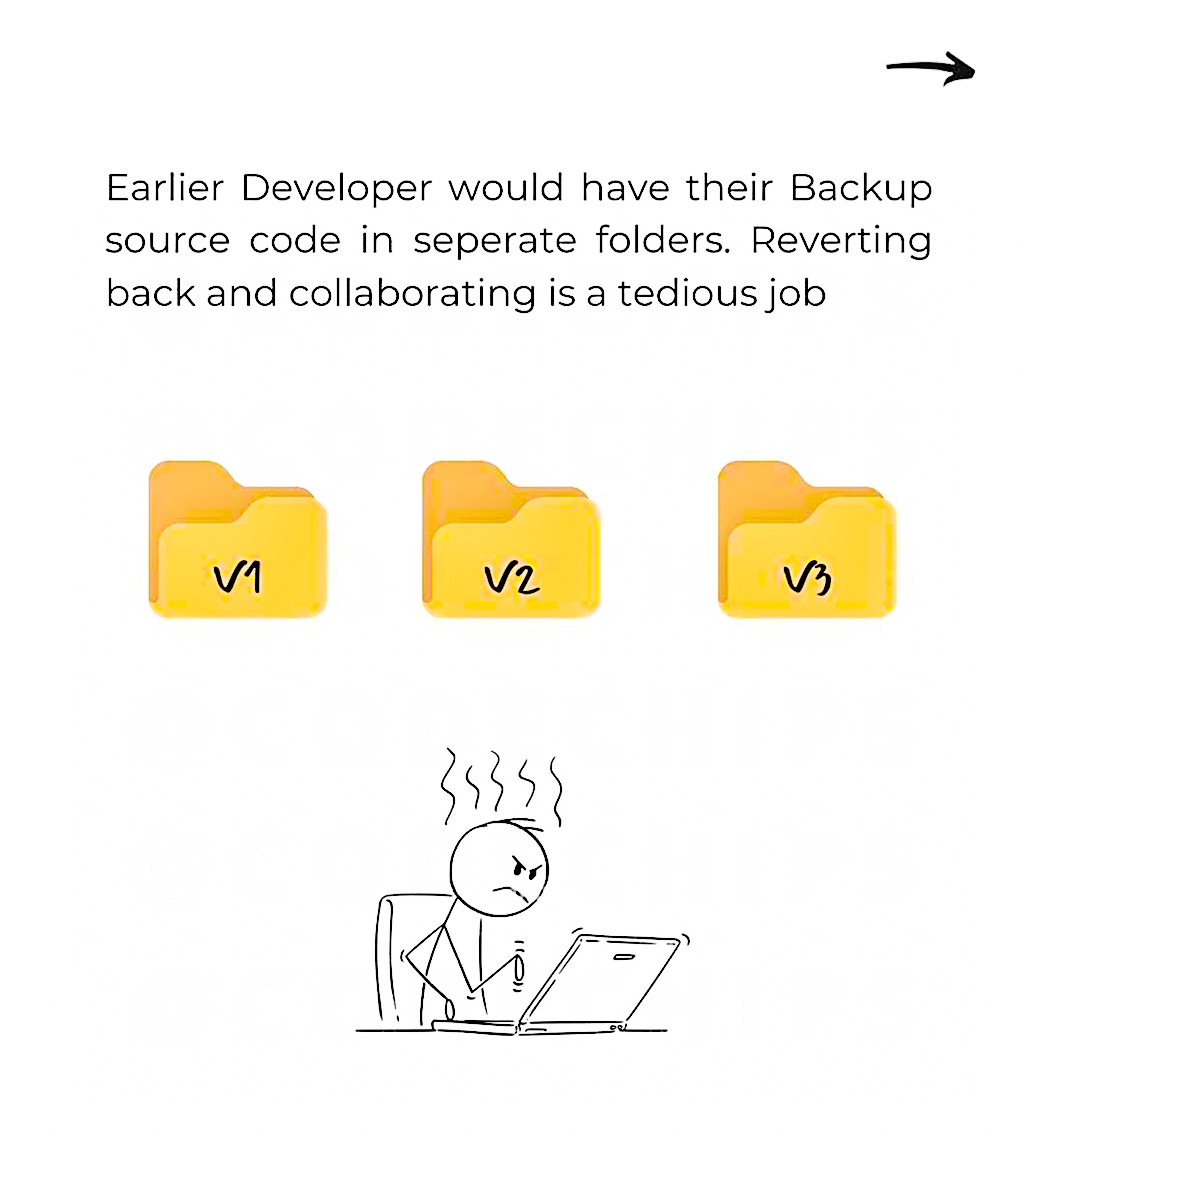 Earlier Developer would have their Backup
source code in seperate folders. Reverting
back and collaborating is a tedious job
V1 V2 V3